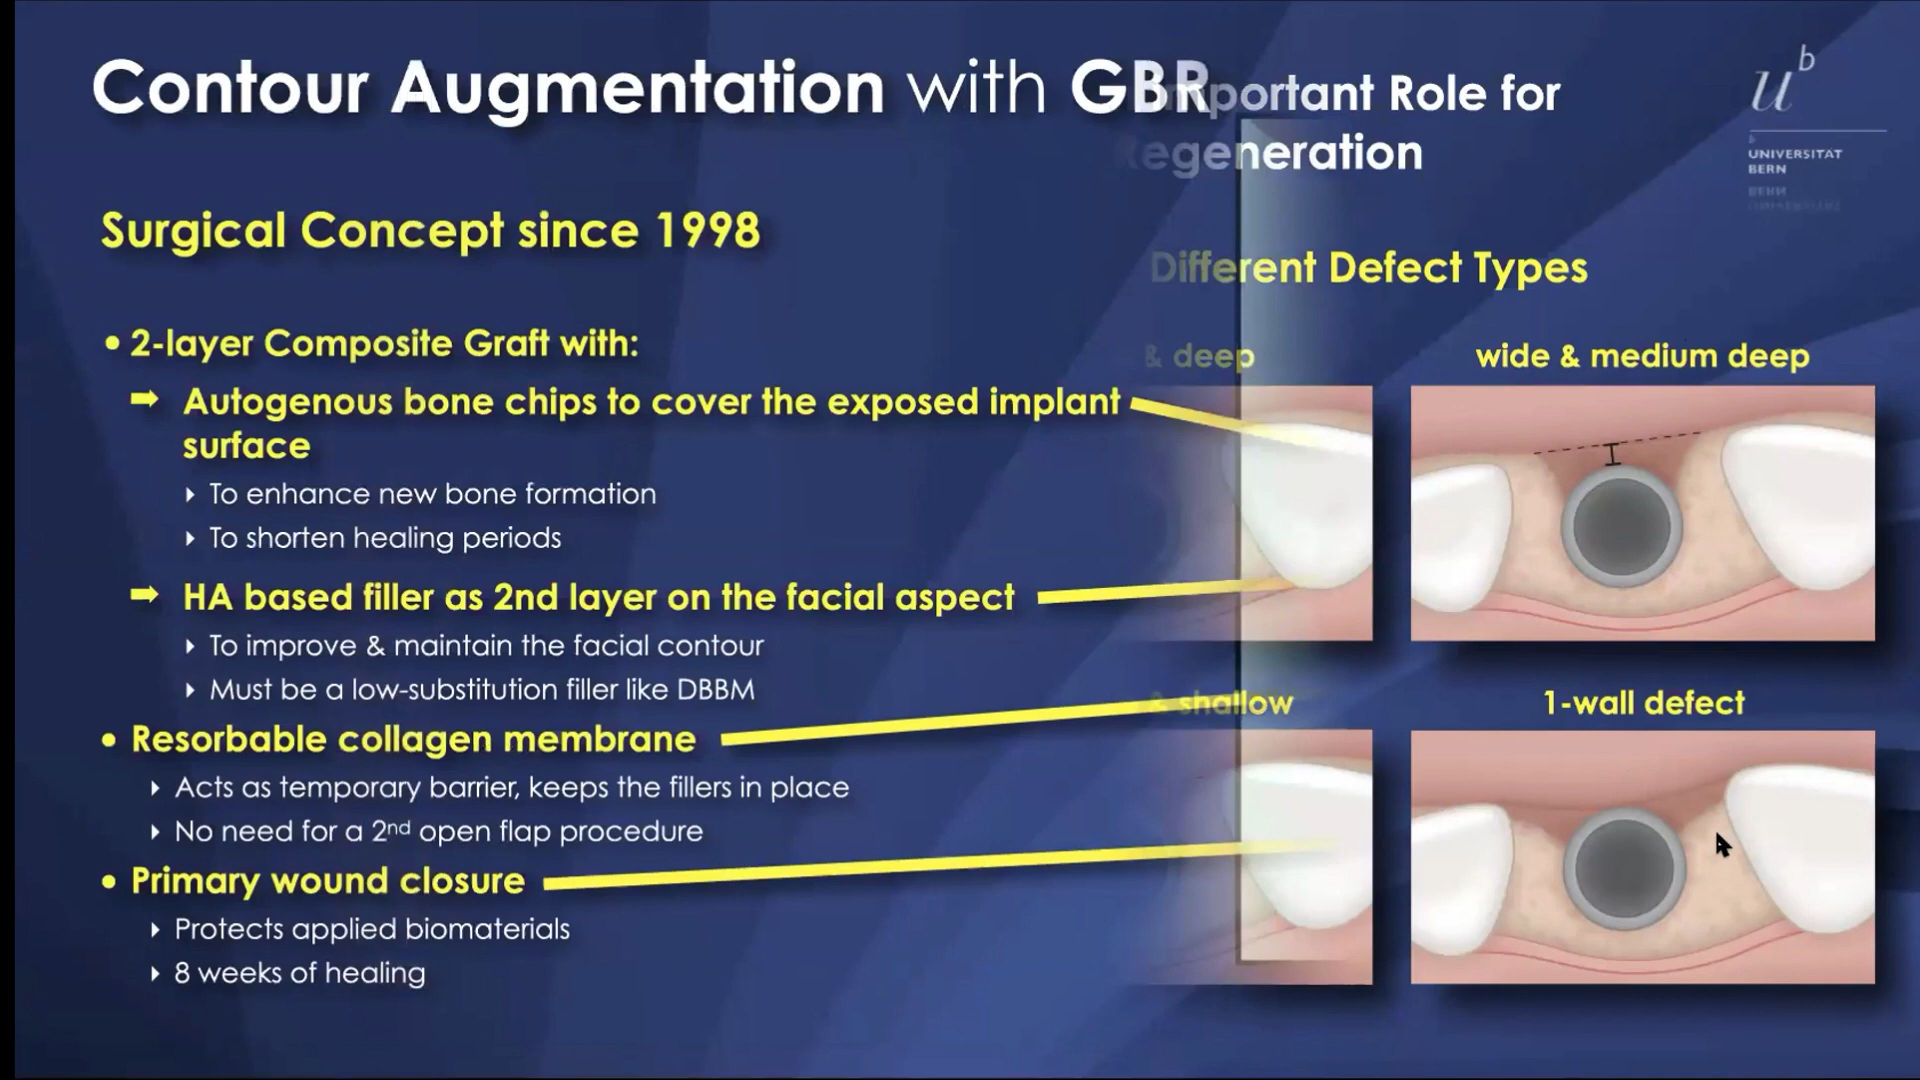 Contour Augmentation with GBR
portant Role for
Regeneration
u
b
UNIVERSITÄT
BERN
Surgical Concept since 1998
Different Defect Types
• 2-layer Composite Graft with:
& deep
wide & medium deep
➡ Autogenous bone chips to cover the exposed implant
surface
‣ To enhance new bone formation
‣ To shorten healing periods
➡ HA based filler as 2nd layer on the facial aspect
‣ To improve & maintain the facial contour
‣ Must be a low-substitution filler like DBBM
& shallow
1-wall defect
• Resorbable collagen membrane
‣ Acts as temporary barrier, keeps the fillers in place
‣ No need for a 2nd open flap procedure
• Primary wound closure
‣ Protects applied biomaterials
‣ 8 weeks of healing